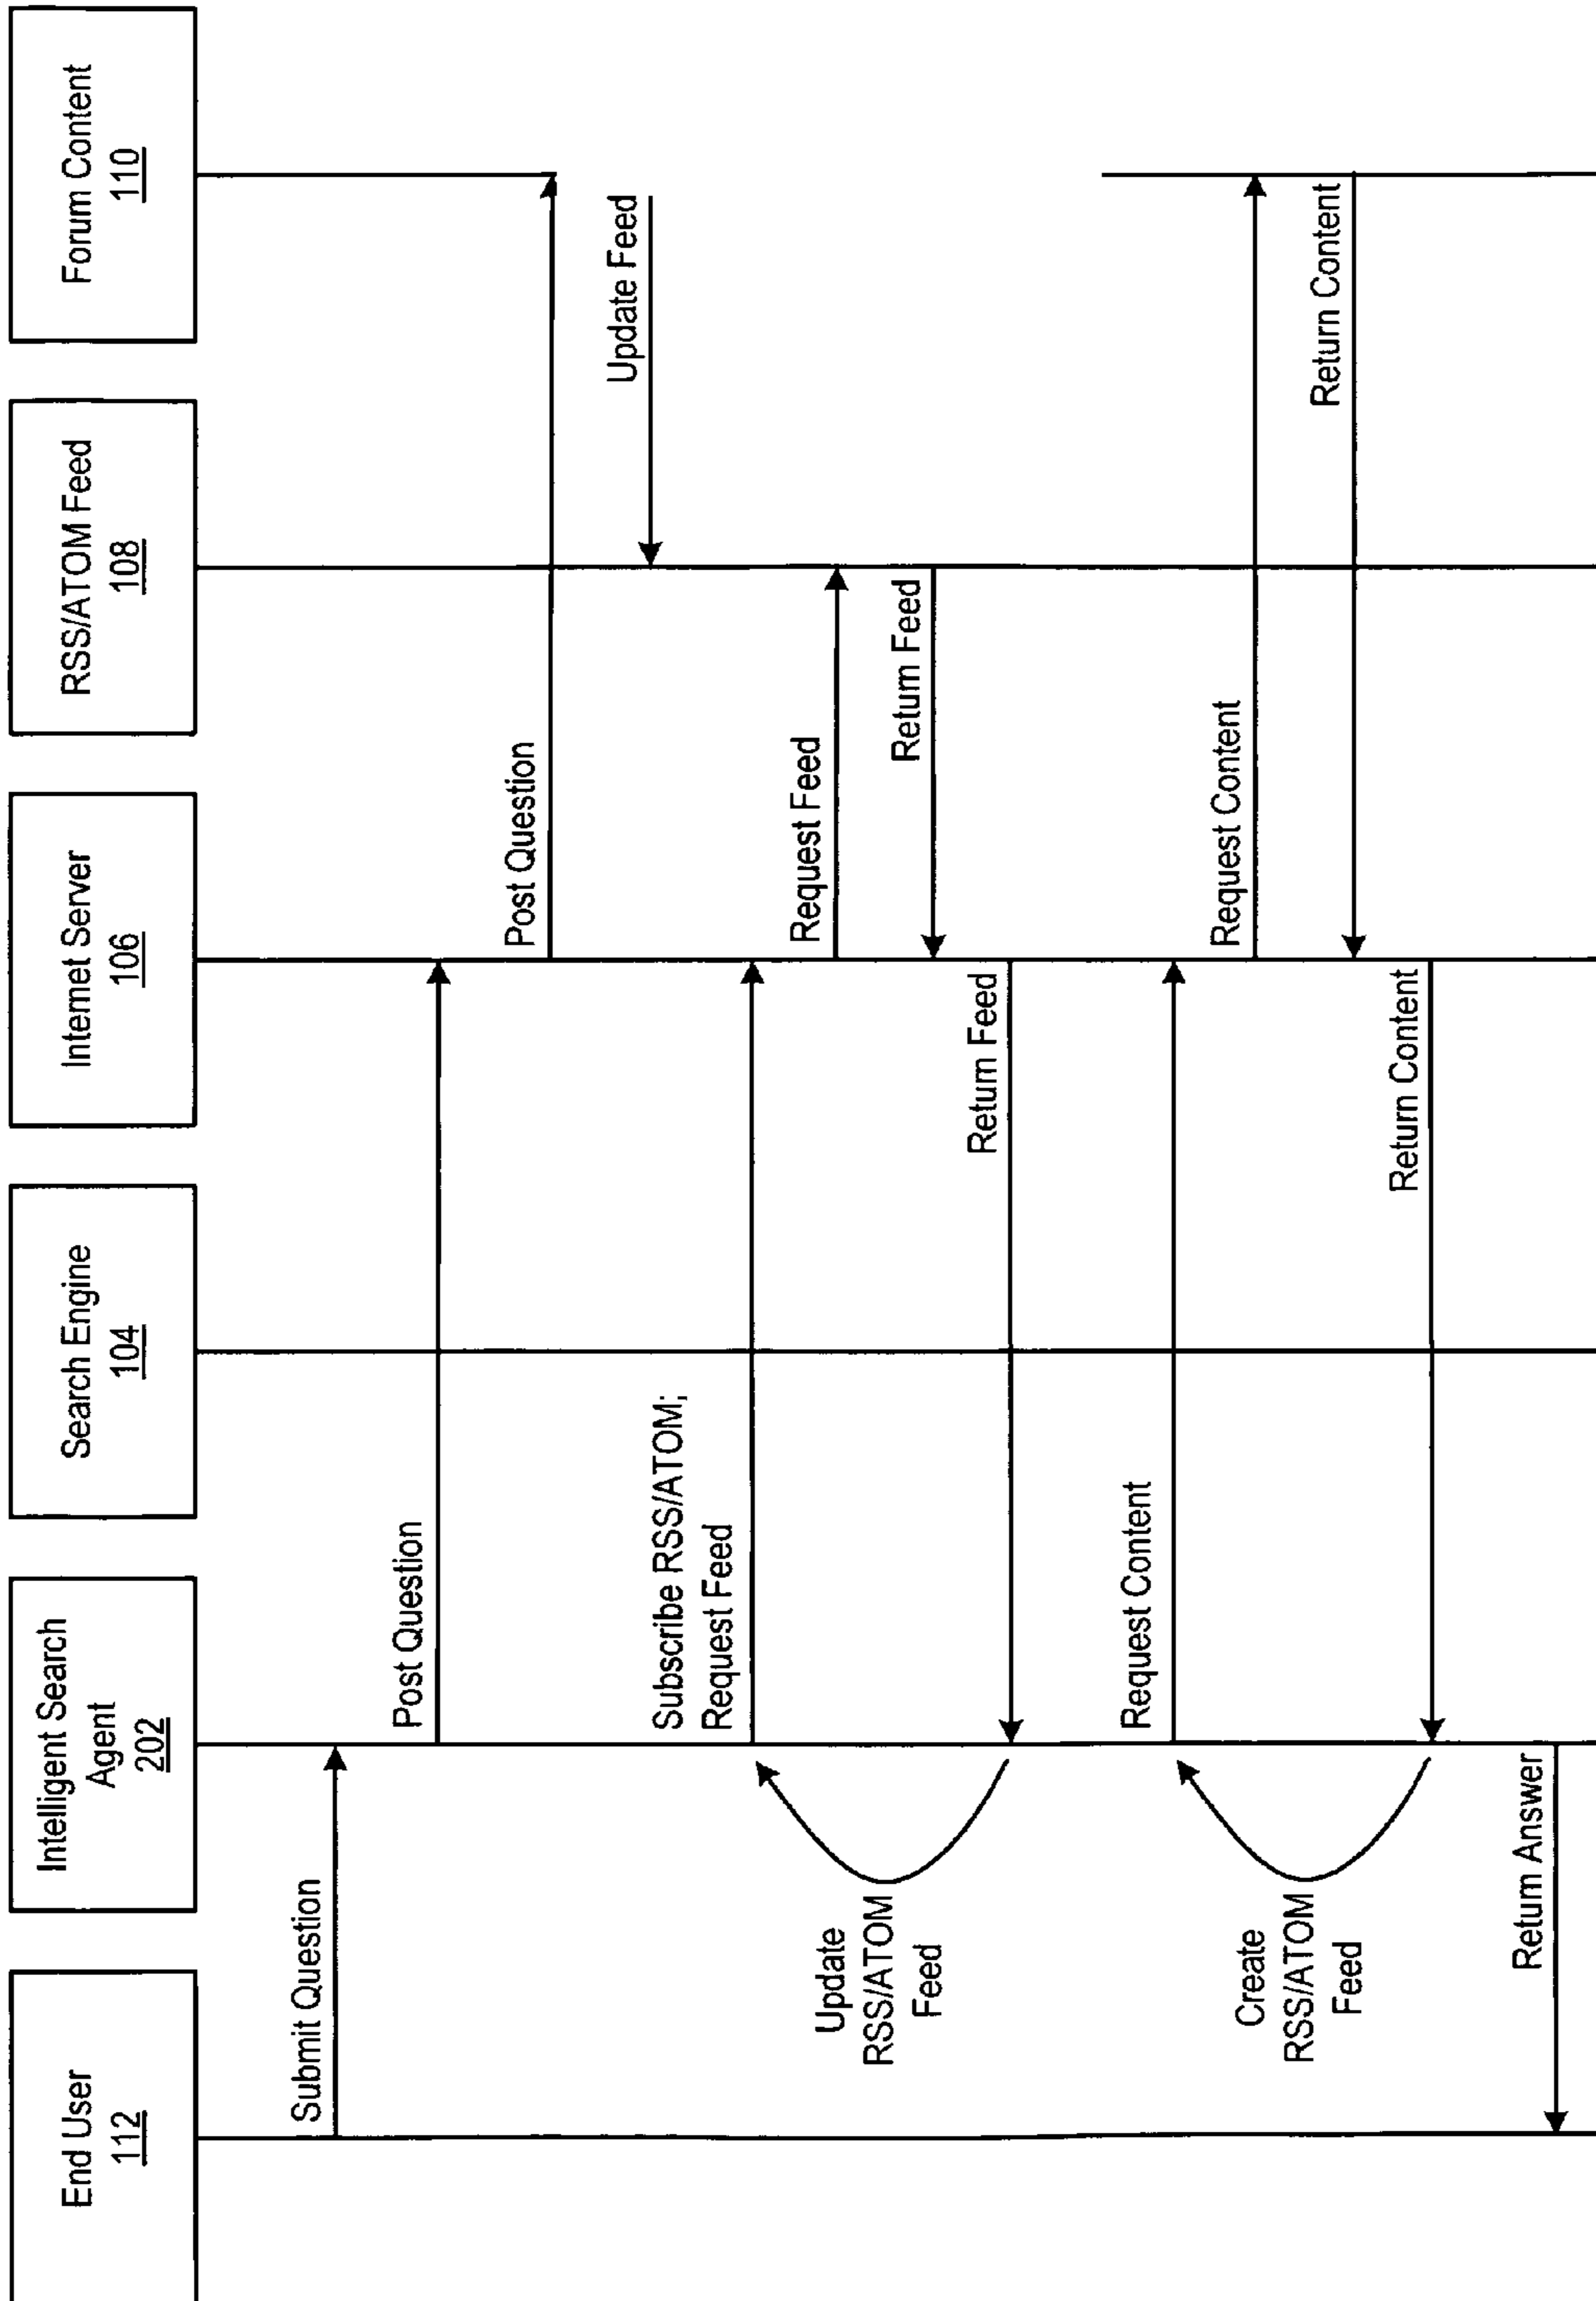 End User
112
Intelligent Search
Agent
202
Search Engine
104
Internet Server
106
RSS/ATOM Feed
108
Forum Content
110
Submit Question
Post Question
Post Question
Update Feed
Subscribe RSS/ATOM;
Request Feed
Request Feed
Return Feed
Return Feed
Update
RSS/ATOM
Feed
Request Content
Request Content
Return Content
Return Content
Create
RSS/ATOM
Feed
Return Answer